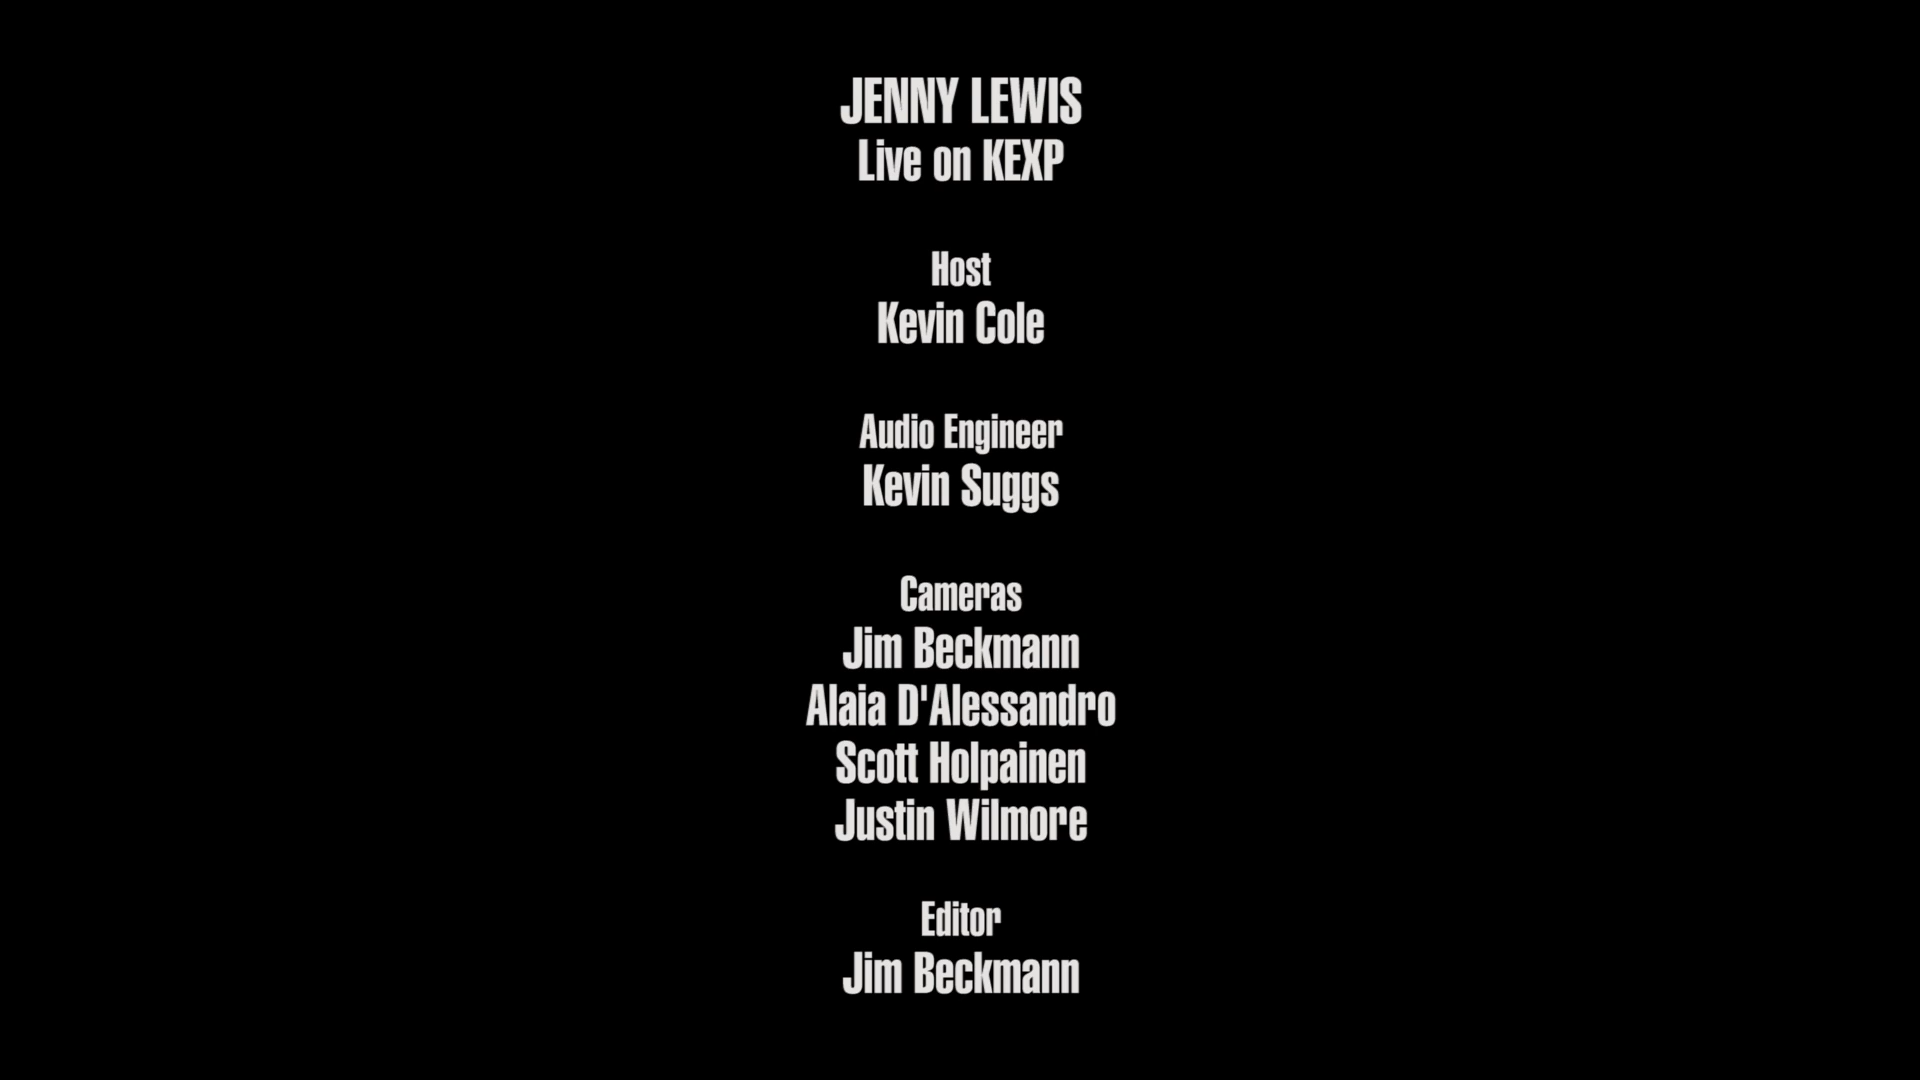 JENNY LEWIS
Live on KEXP
Host
Kevin Cole
Audio Engineer
Kevin Suggs
Cameras
Jim Beckmann
Alaia D'Alessandro
Scott Holpainen
Justin Wilmore
Editor
Jim Beckmann